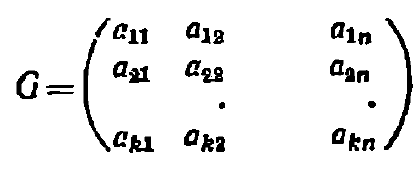 a₁₁ a₁₂ a₁ₙ
G = ( a₂₁ a₂₂ a₂ₙ )
. .
aₖ₁ aₖ₂ aₖₙ